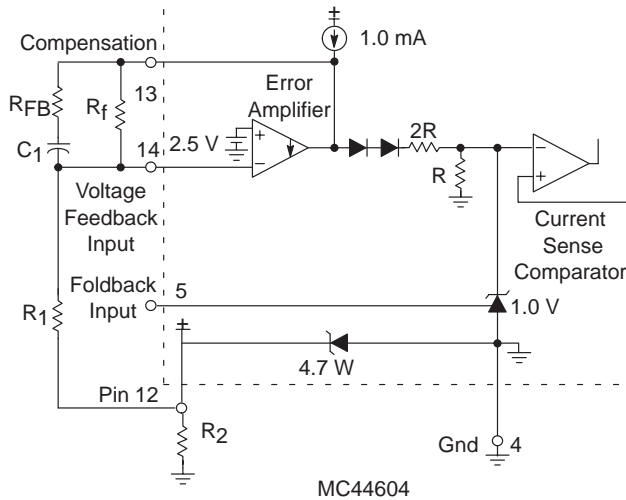 Compensation
1.0 mA
13
Error
Amplifier
RFB
Rf
C1
14
2.5 V
2R
R
Voltage
Feedback
Input
Current
Sense
Comparator
Foldback
Input
5
1.0 V
R1
4.7 W
Pin 12
R2
Gnd
4
MC44604